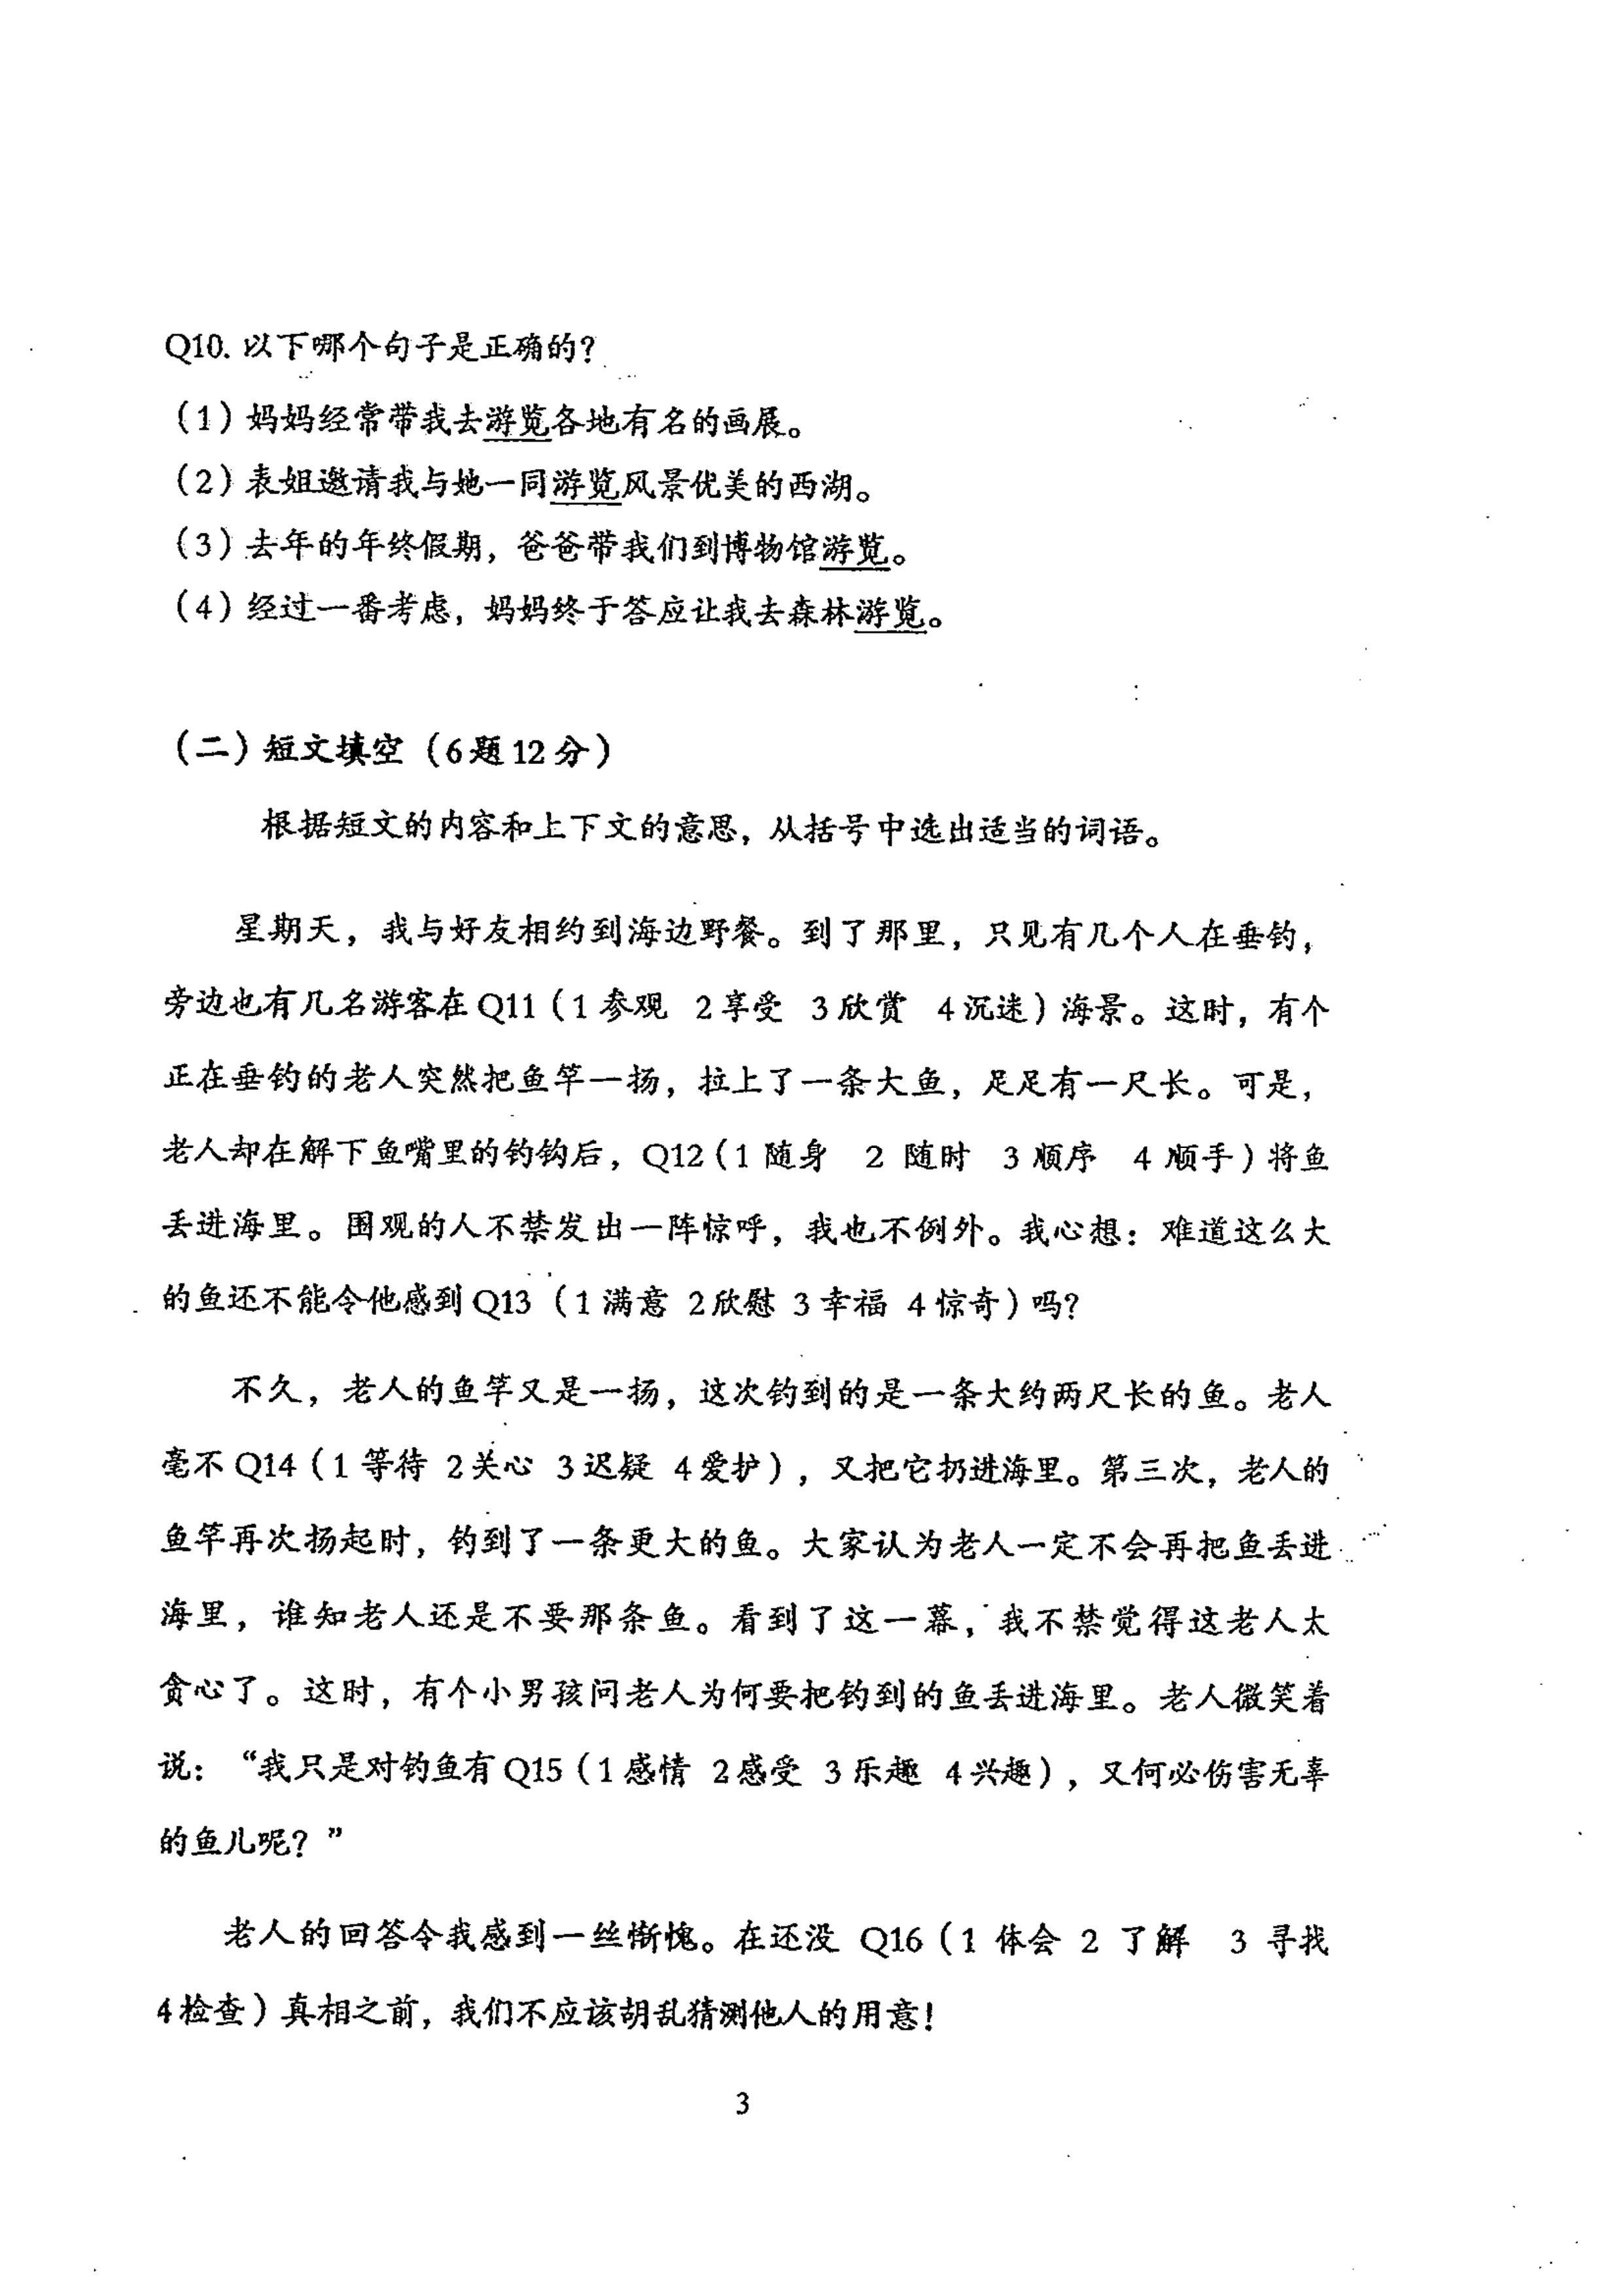 Q10. 以下哪个句子是正确的？
（1）妈妈经常带我去游览各地有名的画展。
（2）表姐邀请我与她一同游览风景优美的西湖。
（3）去年的年终假期，爸爸带我们到博物馆游览。
（4）经过一番考虑，妈妈终于答应让我去森林游览。
（二）短文填空（6题12分）
根据短文的内容和上下文的意思，从括号中选出适当的词语。
星期天，我与好友相约到海边野餐。到了那里，只见有几个人在垂钓，
旁边也有几名游客在Q11（1参观 2享受 3欣赏 4沉迷）海景。这时，有个
正在垂钓的老人突然把鱼竿一扬，拉上了一条大鱼，足足有一尺长。可是，
老人却在解下鱼嘴里的钓钩后，Q12（1 随身 2 随时 3 顺序 4 顺手）将鱼
丢进海里。围观的人不禁发出一阵惊呼，我也不例外。我心想：难道这么大
的鱼还不能令他感到Q13（1满意 2欣慰 3幸福 4惊奇）吗？
不久，老人的鱼竿又是一扬，这次钓到的是一条大约两尺长的鱼。老人
毫不Q14（1等待 2关心 3迟疑 4爱护），又把它扔进海里。第三次，老人的
鱼竿再次扬起时，钓到了一条更大的鱼。大家认为老人一定不会再把鱼丢进
海里，谁知老人还是不要那条鱼。看到了这一幕，我不禁觉得这老人太
贪心了。这时，有个小男孩问老人为何要把钓到的鱼丢进海里。老人微笑着
说：“我只是对钓鱼有Q15（1感情 2感受 3乐趣 4兴趣），又何必伤害无辜
的鱼儿呢？”
老人的回答令我感到一丝惭愧。在还没 Q16（1 体会 2 了解 3 寻找
4检查）真相之前，我们不应该胡乱猜测他人的用意！
3